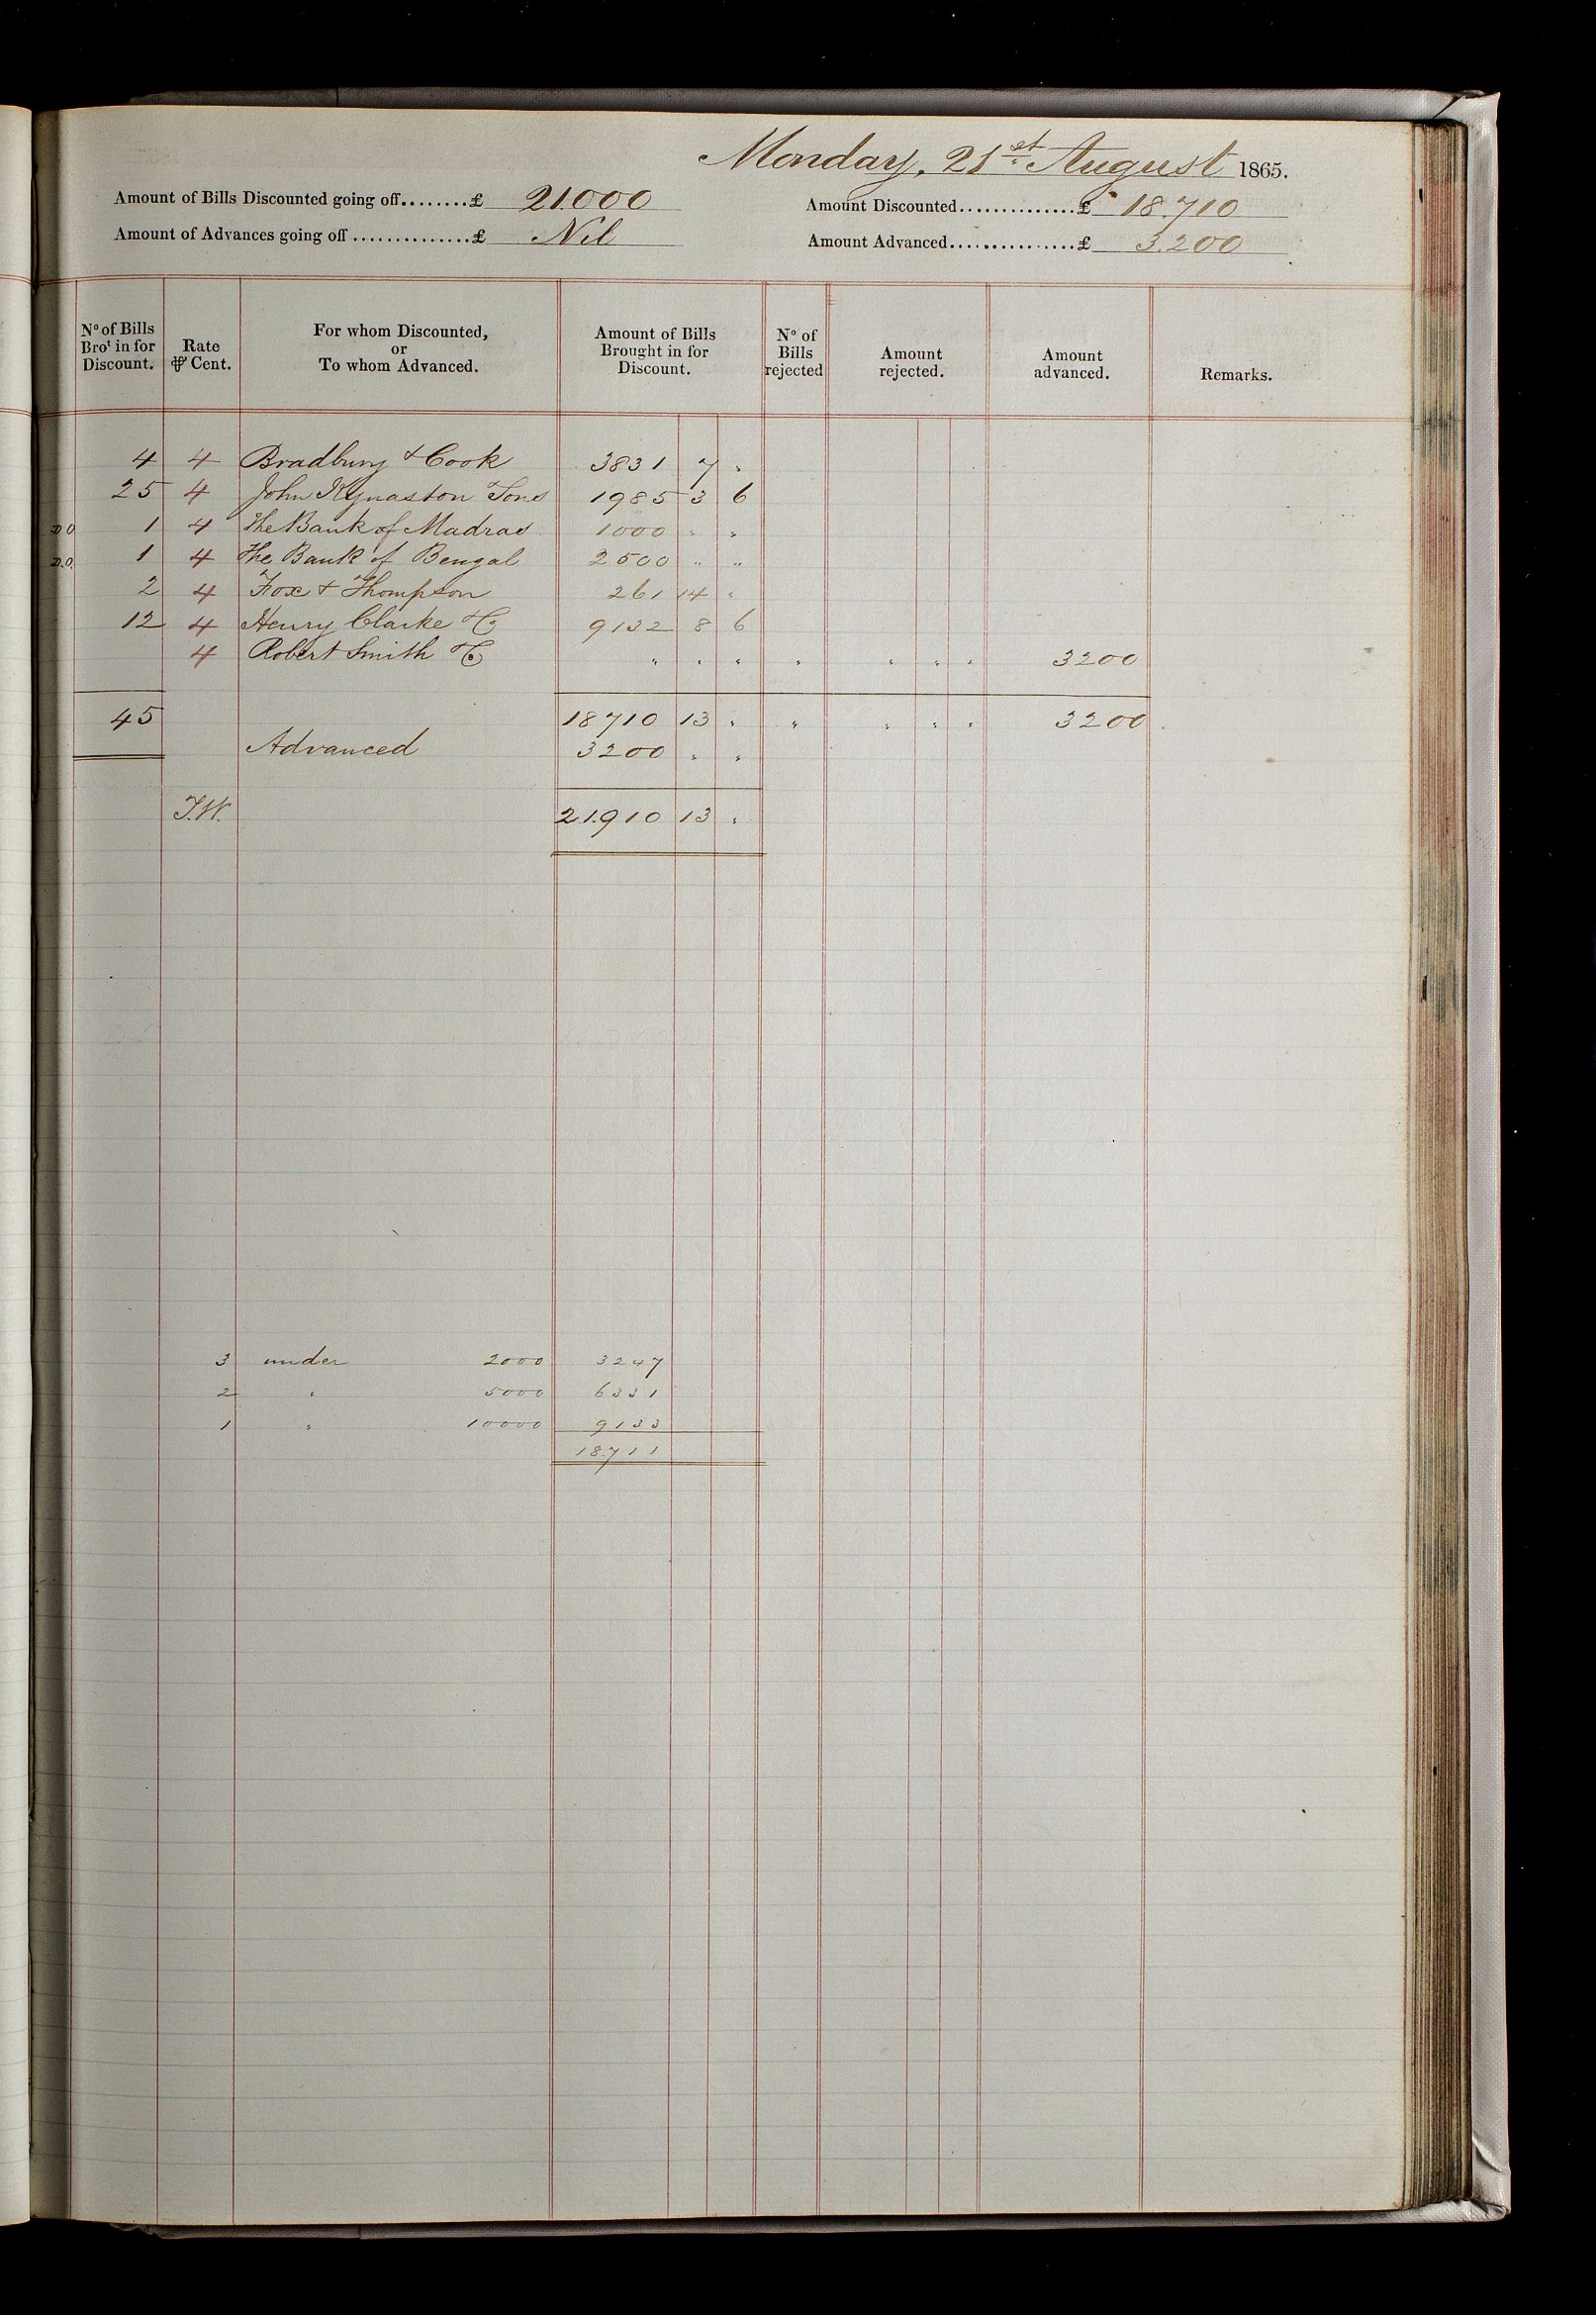 Monday, 21st August 1865.
Amount of Bills Discounted going off........£ 21.000 Amount Discounted..............£ 18.710
Amount of Advances going off...............£ Nil Amount Advanced...............£ 3.200
No of Bills Brot in for Discount. Rate ⅌ Cent. For whom Discounted, or To whom Advanced. Amount of Bills Brought in for Discount. No of Bills rejected Amount rejected. Amount advanced. Remarks.
4 4 Bradbury & Cook 3831 7 "
25 4 John Kynaston Sons 1985 3 6
D.O. 1 4 The Bank of Madras 1000 " "
D.O. 1 4 The Bank of Bengal 2500 " "
2 4 Fox & Thompson 261 14 "
12 4 Henry Clarke & Co 9132 8 6
4 Robert Smith & Co " " " " " " " 3200
45 18710 13 " " " " " 3200
Advanced 3200 " "
J.W. 21.910 13 "
3 under 2000 3247
2 " 5000 6331
1 " 10000 9133
18.711